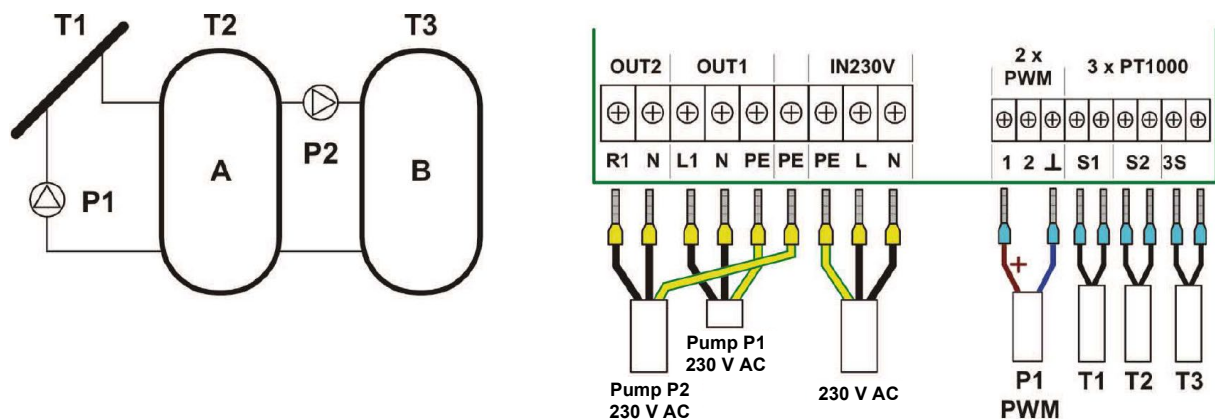 T1 T2 T3
P2
A B
P1
OUT2 OUT1 IN230V
2 x
PWM
3 x PT1000
R1 N L1 N PE PE PE L N
1 2 ⊥ S1 S2 3S
+
Pump P1
230 V AC
Pump P2
230 V AC
230 V AC
P1
PWM
T1 T2 T3